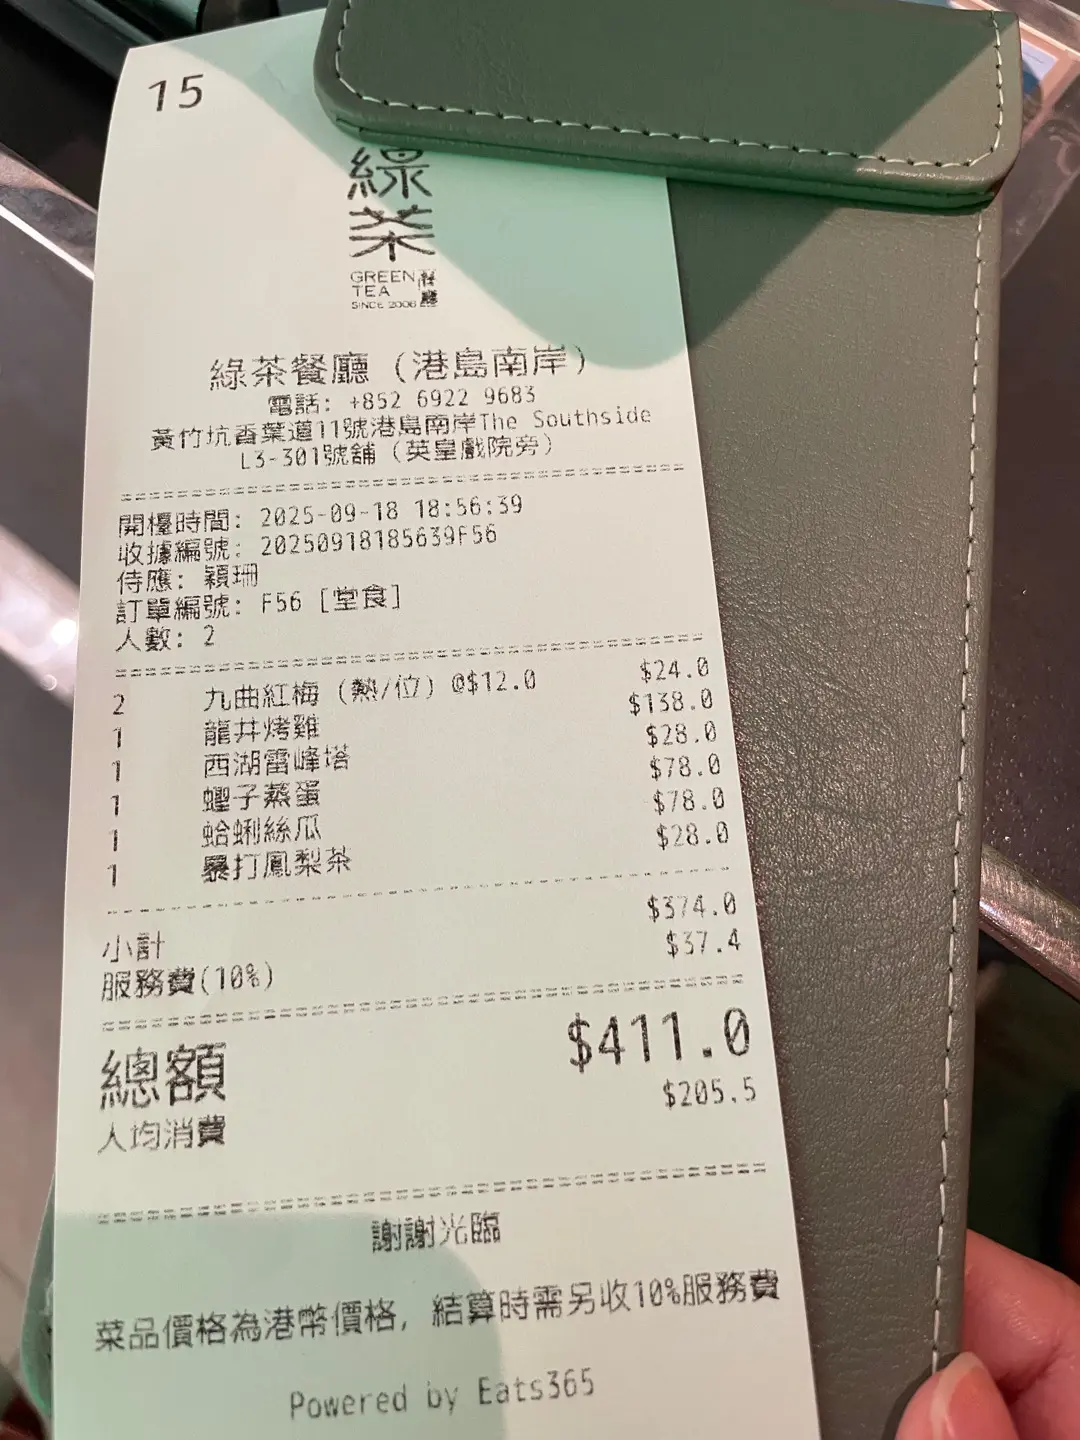 15
綠茶
GREEN
TEA
SINCE 2008
餐廳
綠茶餐廳 (港島南岸)
電話: +852 6922 9683
黃竹坑香葉道11號港島南岸The Southside
L3-301號舖 (英皇戲院旁)
開檯時間: 2025-09-18 18:56:39
收據編號: 20250918185639F56
侍應: 穎珊
訂單編號: F56 [堂食]
人數: 2
2 九曲紅梅 (熱/位) @$12.0 $24.0
1 龍井烤雞 $138.0
1 西湖雷峰塔 $28.0
1 蟶子蒸蛋 $78.0
1 蛤蜊絲瓜 $78.0
1 暴打鳳梨茶 $28.0
小計 $374.0
服務費(10%) $37.4
總額 $411.0
人均消費 $205.5
謝謝光臨
菜品價格為港幣價格, 結算時需另收10%服務費
Powered by Eats365